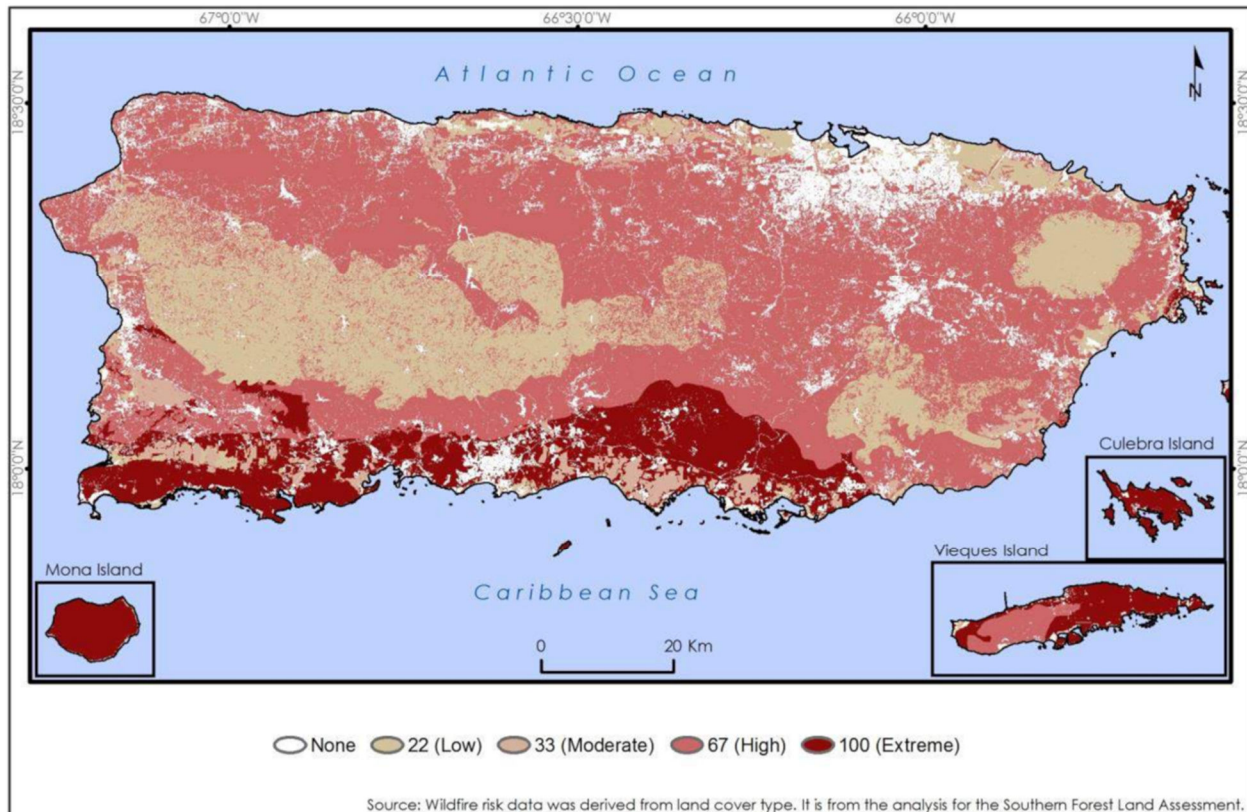 67°0'0"W 66°30'0"W 66°0'0"W
Atlantic Ocean
N
18°30'0"N 18°30'0"N
18°0'0"N 18°0'0"N
Culebra Island
Vieques Island
Mona Island
Caribbean Sea
0 20 Km
None 22 (Low) 33 (Moderate) 67 (High) 100 (Extreme)
Source: Wildfire risk data was derived from land cover type. It is from the analysis for the Southern Forest Land Assessment.